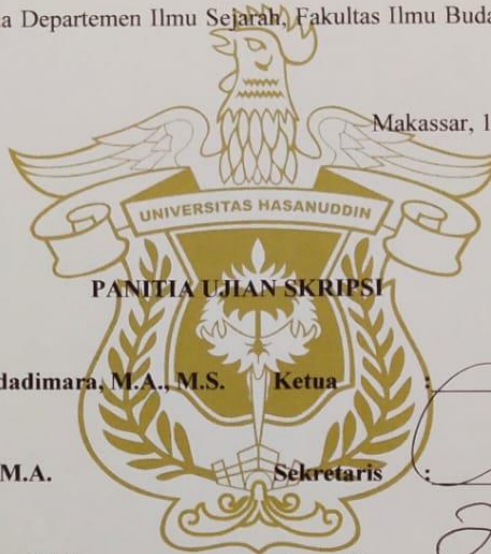 a Departemen Ilmu Sejarah, Fakultas Ilmu Buda
Makassar, 1
UNIVERSITAS HASANUDDIN
PANITIA UJIAN SKRIPSI
dadimara, M.A., M.S. Ketua :
M.A. Sekretaris :